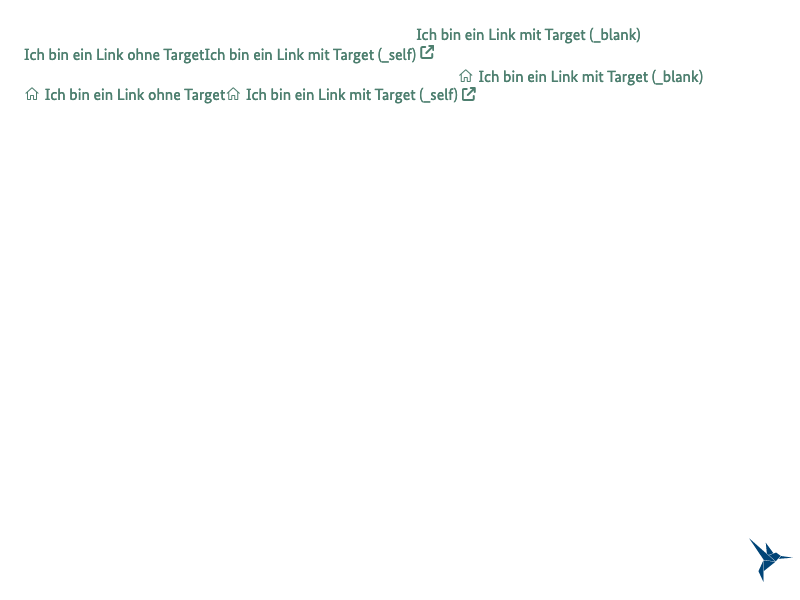 Ich bin ein Link mit Target (_blank)
Ich bin ein Link ohne TargetIch bin ein Link mit Target (_self)
Ich bin ein Link mit Target (_blank)
Ich bin ein Link ohne Target Ich bin ein Link mit Target (_self)